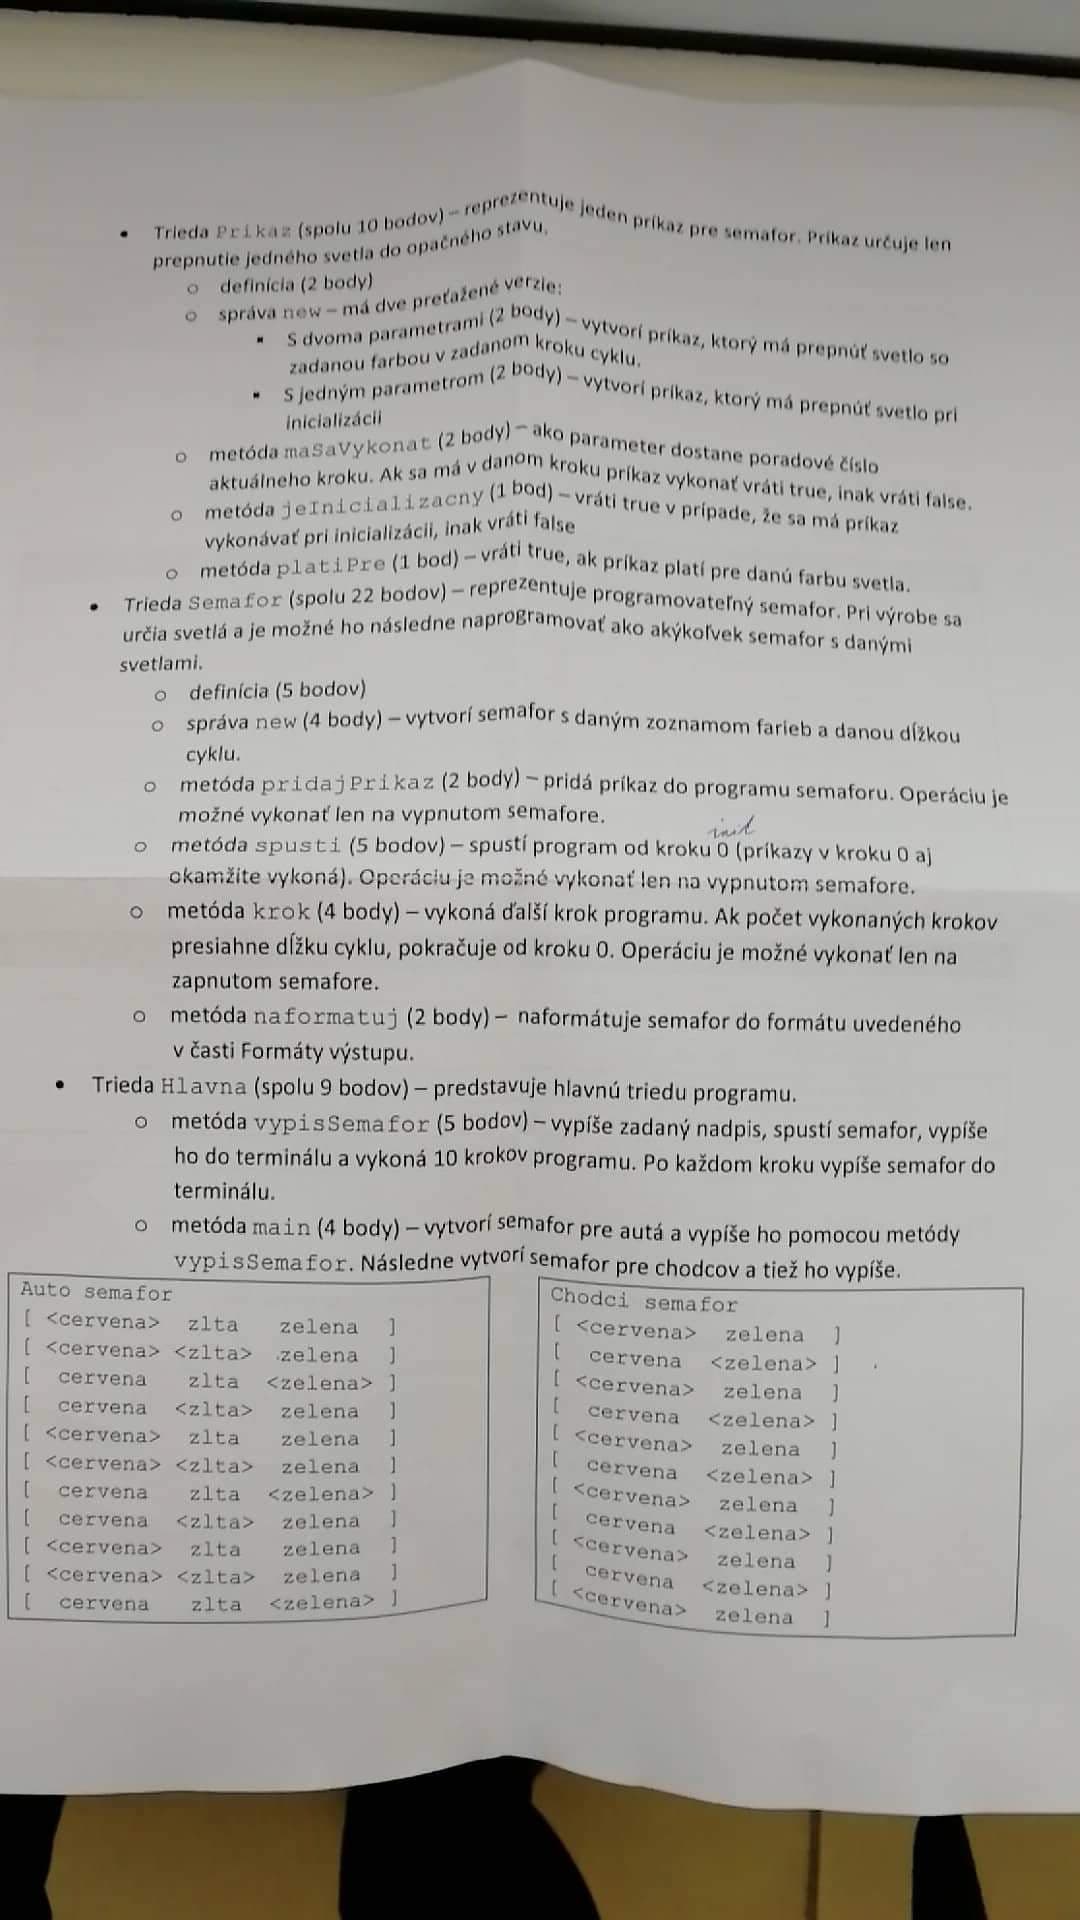 • Trieda Prikaz (spolu 10 bodov) – reprezentuje jeden príkaz pre semafor. Príkaz určuje len
prepnutie jedného svetla do opačného stavu.
o definícia (2 body)
o správa new – má dve preťažené verzie:
▪ S dvoma parametrami (2 body) – vytvorí príkaz, ktorý má prepnúť svetlo so
zadanou farbou v zadanom kroku cyklu.
▪ S jedným parametrom (2 body) – vytvorí príkaz, ktorý má prepnúť svetlo pri
inicializácii
o metóda maSaVykonat (2 body) – ako parameter dostane poradové číslo
aktuálneho kroku. Ak sa má v danom kroku príkaz vykonať vráti true, inak vráti false.
o metóda jeInicializacny (1 bod) – vráti true v prípade, že sa má príkaz
vykonávať pri inicializácii, inak vráti false
o metóda platiPre (1 bod) – vráti true, ak príkaz platí pre danú farbu svetla.
• Trieda Semafor (spolu 22 bodov) – reprezentuje programovateľný semafor. Pri výrobe sa
určia svetlá a je možné ho následne naprogramovať ako akýkoľvek semafor s danými
svetlami.
o definícia (5 bodov)
o správa new (4 body) – vytvorí semafor s daným zoznamom farieb a danou dĺžkou
cyklu.
o metóda pridajPrikaz (2 body) – pridá príkaz do programu semaforu. Operáciu je
možné vykonať len na vypnutom semafore.
init
o metóda spusti (5 bodov) – spustí program od kroku 0 (príkazy v kroku 0 aj
okamžite vykoná). Operáciu je možné vykonať len na vypnutom semafore.
o metóda krok (4 body) – vykoná ďalší krok programu. Ak počet vykonaných krokov
presiahne dĺžku cyklu, pokračuje od kroku 0. Operáciu je možné vykonať len na
zapnutom semafore.
o metóda naformatuj (2 body) – naformátuje semafor do formátu uvedeného
v časti Formáty výstupu.
• Trieda Hlavna (spolu 9 bodov) – predstavuje hlavnú triedu programu.
o metóda vypisSemafor (5 bodov) – vypíše zadaný nadpis, spustí semafor, vypíše
ho do terminálu a vykoná 10 krokov programu. Po každom kroku vypíše semafor do
terminálu.
o metóda main (4 body) – vytvorí semafor pre autá a vypíše ho pomocou metódy
vypisSemafor. Následne vytvorí semafor pre chodcov a tiež ho vypíše.
Auto semafor
[ <cervena>  zlta   zelena  ]
[ <cervena> <zlta>  zelena  ]
[  cervena   zlta  <zelena> ]
[  cervena  <zlta>  zelena  ]
[ <cervena>  zlta   zelena  ]
[ <cervena> <zlta>  zelena  ]
[  cervena   zlta  <zelena> ]
[  cervena  <zlta>  zelena  ]
[ <cervena>  zlta   zelena  ]
[ <cervena> <zlta>  zelena  ]
[  cervena   zlta  <zelena> ]
Chodci semafor
[ <cervena>  zelena  ]
[  cervena  <zelena> ]
[ <cervena>  zelena  ]
[  cervena  <zelena> ]
[ <cervena>  zelena  ]
[  cervena  <zelena> ]
[ <cervena>  zelena  ]
[  cervena  <zelena> ]
[ <cervena>  zelena  ]
[  cervena  <zelena> ]
[ <cervena>  zelena  ]